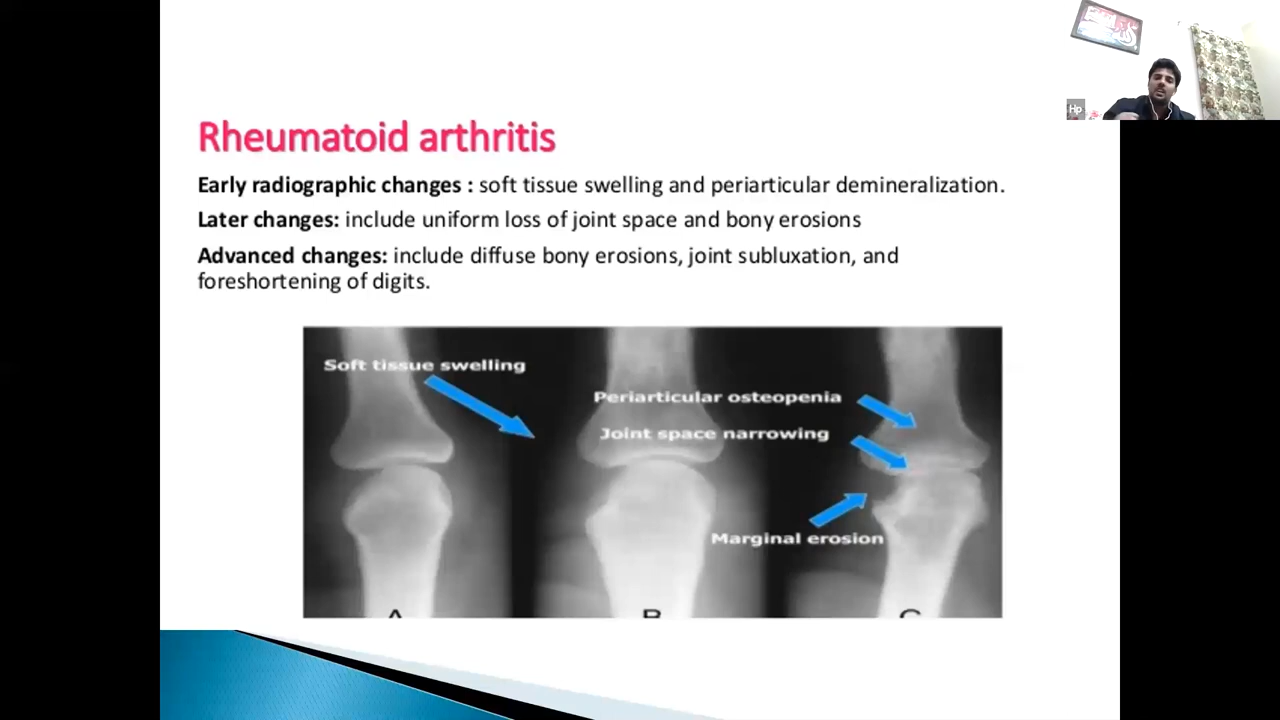 Hp
Rheumatoid arthritis
Early radiographic changes : soft tissue swelling and periarticular demineralization.
Later changes: include uniform loss of joint space and bony erosions
Advanced changes: include diffuse bony erosions, joint subluxation, and
foreshortening of digits.
Soft tissue swelling
Periarticular osteopenia
Joint space narrowing
Marginal erosion
A B C